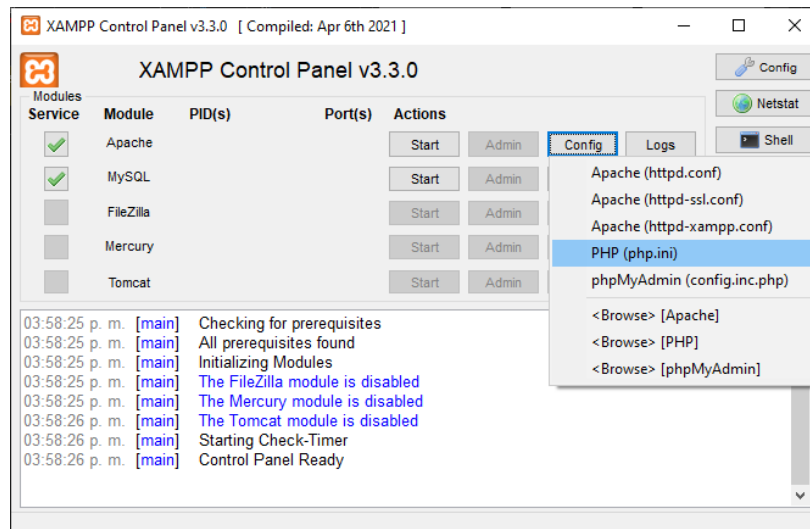 XAMPP Control Panel v3.3.0 [ Compiled: Apr 6th 2021 ]
XAMPP Control Panel v3.3.0
Config
Netstat
Shell
Modules
Service Module PID(s) Port(s) Actions
Apache Start Admin Config Logs
MySQL Start Admin
FileZilla Start Admin
Mercury Start Admin
Tomcat Start Admin
Apache (httpd.conf)
Apache (httpd-ssl.conf)
Apache (httpd-xampp.conf)
PHP (php.ini)
phpMyAdmin (config.inc.php)
<Browse> [Apache]
<Browse> [PHP]
<Browse> [phpMyAdmin]
03:58:25 p. m. [main] Checking for prerequisites
03:58:25 p. m. [main] All prerequisites found
03:58:25 p. m. [main] Initializing Modules
03:58:25 p. m. [main] The FileZilla module is disabled
03:58:25 p. m. [main] The Mercury module is disabled
03:58:26 p. m. [main] The Tomcat module is disabled
03:58:26 p. m. [main] Starting Check-Timer
03:58:26 p. m. [main] Control Panel Ready